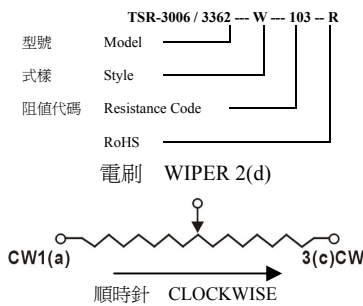 TSR-3006 / 3362 --- W --- 103 -- R
型號 Model
式樣 Style
阻值代碼 Resistance Code
RoHS
電刷 WIPER 2(d)
CW1(a) 3(c)CW
順時針 CLOCKWISE